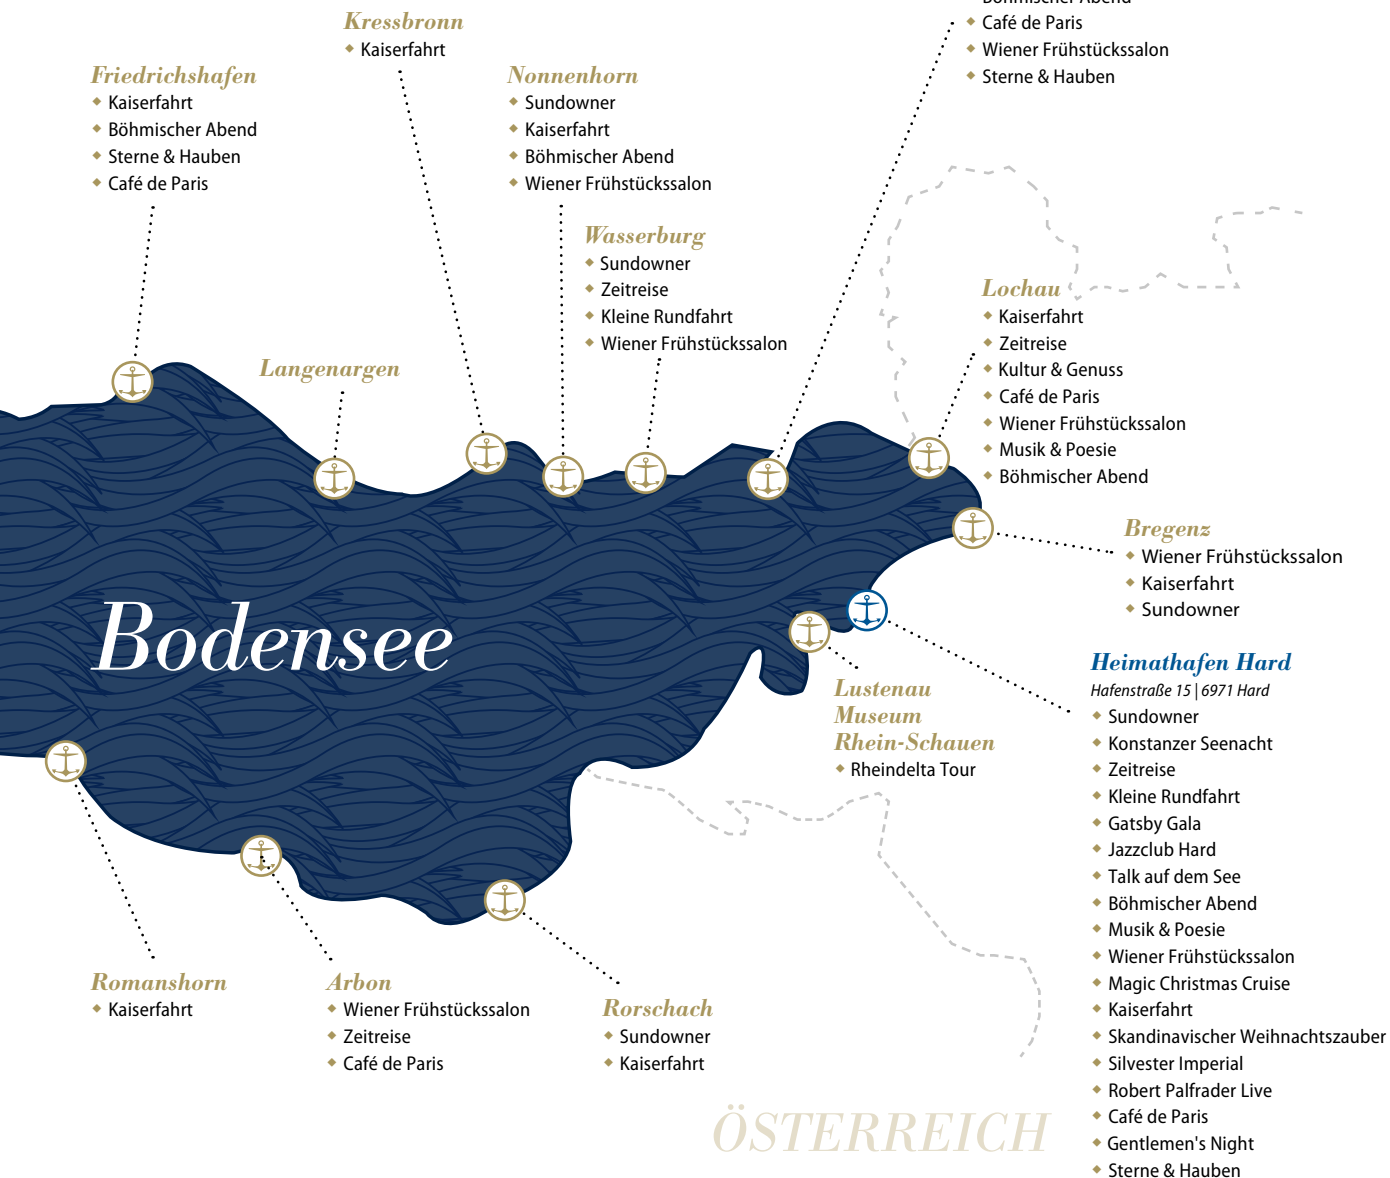 Kressbronn
Kaiserfahrt
Böhmischer Abend
Café de Paris
Wiener Frühstückssalon
Sterne & Hauben
Friedrichshafen
Kaiserfahrt
Böhmischer Abend
Sterne & Hauben
Café de Paris
Nonnenhorn
Sundowner
Kaiserfahrt
Böhmischer Abend
Wiener Frühstückssalon
Wasserburg
Sundowner
Zeitreise
Kleine Rundfahrt
Wiener Frühstückssalon
Lochau
Kaiserfahrt
Zeitreise
Kultur & Genuss
Café de Paris
Wiener Frühstückssalon
Musik & Poesie
Böhmischer Abend
Langenargen
Bregenz
Wiener Frühstückssalon
Kaiserfahrt
Sundowner
Bodensee
Lustenau
Museum
Rhein-Schauen
Rheindelta Tour
Heimathafen Hard
Hafenstraße 15 | 6971 Hard
Sundowner
Konstanzer Seenacht
Zeitreise
Kleine Rundfahrt
Gatsby Gala
Jazzclub Hard
Talk auf dem See
Böhmischer Abend
Musik & Poesie
Wiener Frühstückssalon
Magic Christmas Cruise
Kaiserfahrt
Skandinavischer Weihnachtszauber
Silvester Imperial
Robert Palfrader Live
Café de Paris
Gentlemen's Night
Sterne & Hauben
Romanshorn
Kaiserfahrt
Arbon
Wiener Frühstückssalon
Zeitreise
Café de Paris
Rorschach
Sundowner
Kaiserfahrt
ÖSTERREICH